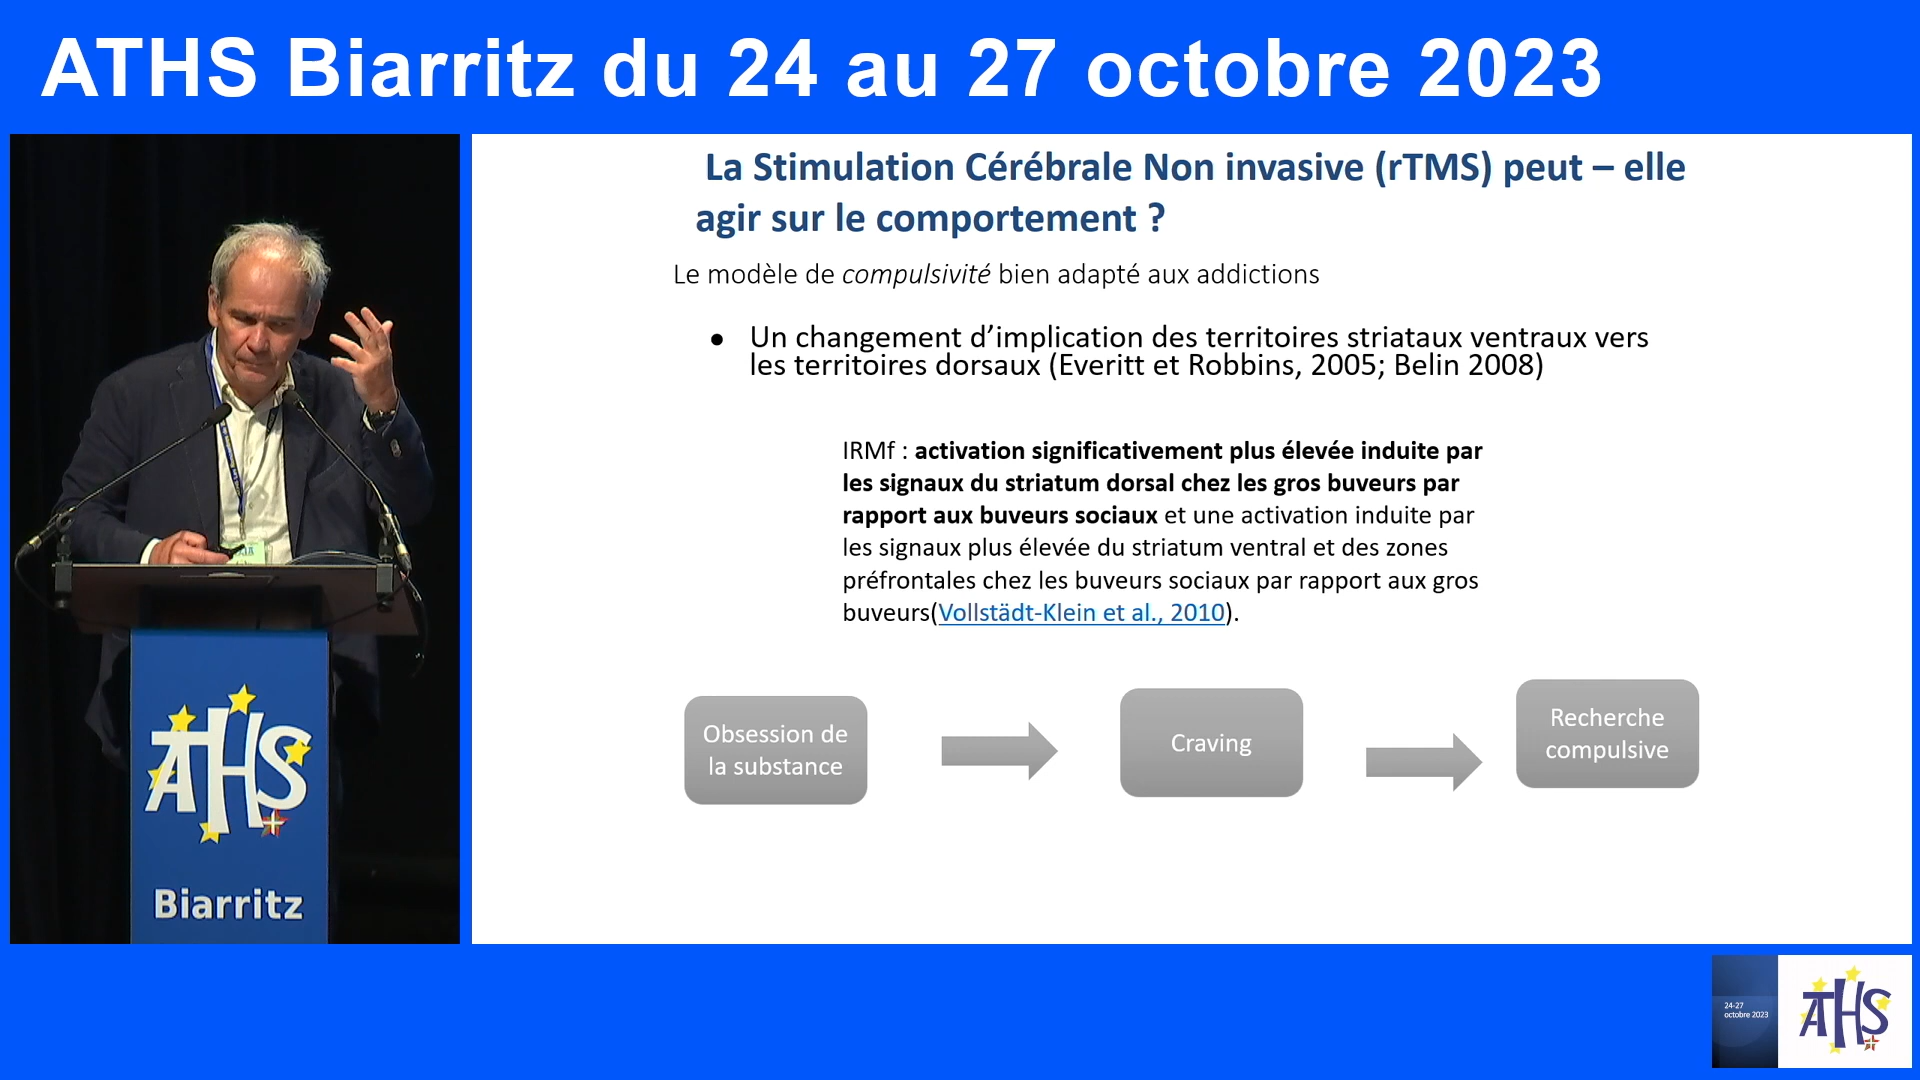 ATHS Biarritz du 24 au 27 octobre 2023
La Stimulation Cérébrale Non invasive (rTMS) peut – elle
agir sur le comportement ?
Le modèle de compulsivité bien adapté aux addictions
• Un changement d’implication des territoires striataux ventraux vers
les territoires dorsaux (Everitt et Robbins, 2005; Belin 2008)
IRMf : activation significativement plus élevée induite par
les signaux du striatum dorsal chez les gros buveurs par
rapport aux buveurs sociaux et une activation induite par
les signaux plus élevée du striatum ventral et des zones
préfrontales chez les buveurs sociaux par rapport aux gros
buveurs(Vollstädt-Klein et al., 2010).
Obsession de
la substance
Craving
Recherche
compulsive
ATHS
Biarritz
24-27
octobre 2023
ATHS